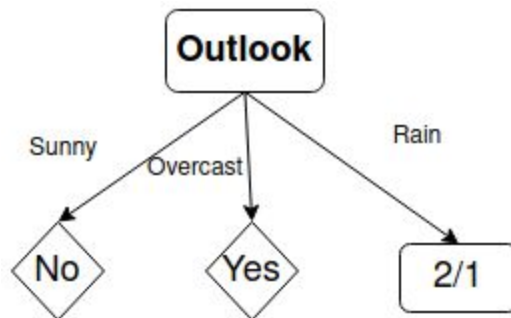 Outlook
Sunny
Overcast
Rain
No
Yes
2/1